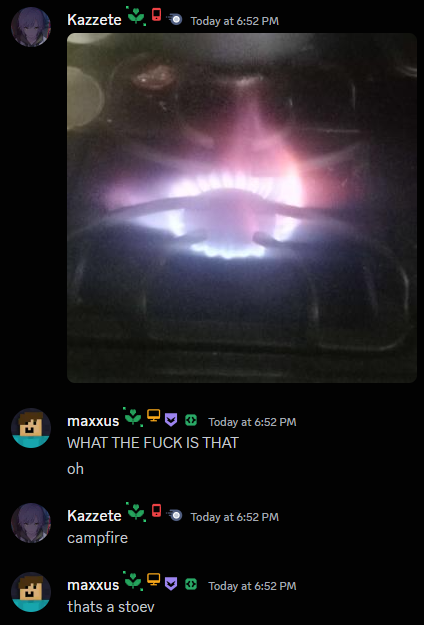 Kazzete Today at 6:52 PM
maxxus Today at 6:52 PM
WHAT THE FUCK IS THAT
oh
Kazzete Today at 6:52 PM
campfire
maxxus Today at 6:52 PM
thats a stoev